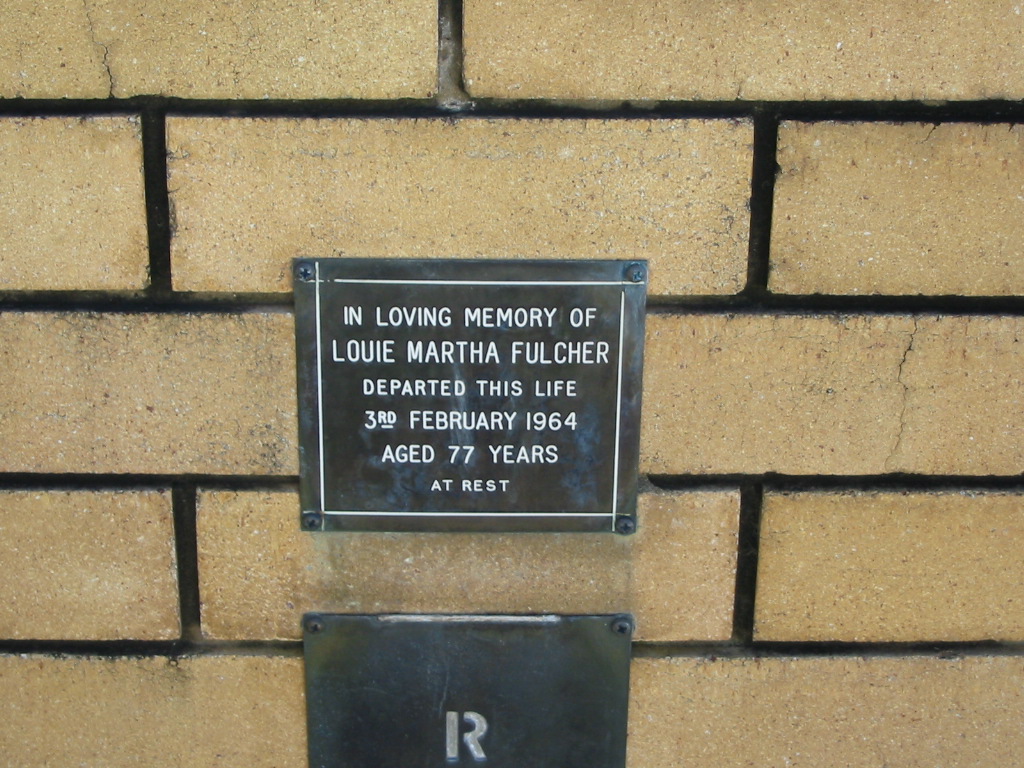 IN LOVING MEMORY OF
LOUIE MARTHA FULCHER
DEPARTED THIS LIFE
3RD FEBRUARY 1964
AGED 77 YEARS
AT REST
R